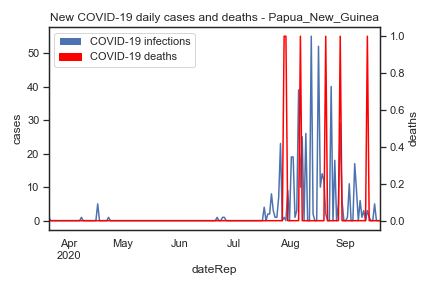 New COVID-19 daily cases and deaths - Papua_New_Guinea
COVID-19 infections
COVID-19 deaths
cases
50
40
30
20
10
0
deaths
1.0
0.8
0.6
0.4
0.2
0.0
Apr May Jun Jul Aug Sep
2020
dateRep